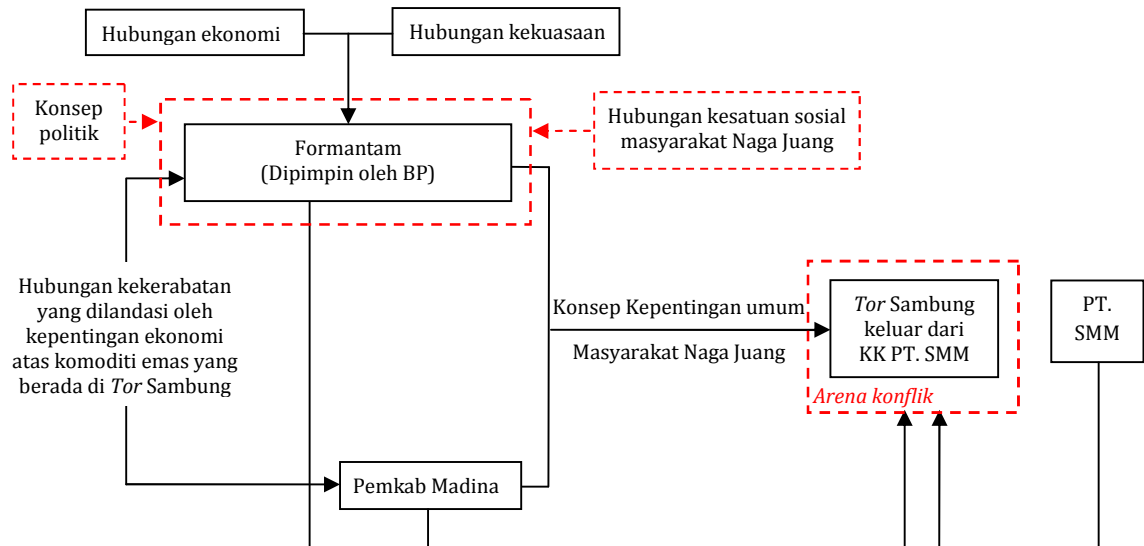 Hubungan ekonomi
Hubungan kekuasaan
Konsep
politik
Hubungan kesatuan sosial
masyarakat Naga Juang
Formantam
(Dipimpin oleh BP)
Hubungan kekerabatan
yang dilandasi oleh
kepentingan ekonomi
atas komoditi emas yang
berada di Tor Sambung
Konsep Kepentingan umum
Masyarakat Naga Juang
Tor Sambung
keluar dari
KK PT. SMM
Arena konflik
PT.
SMM
Pemkab Madina